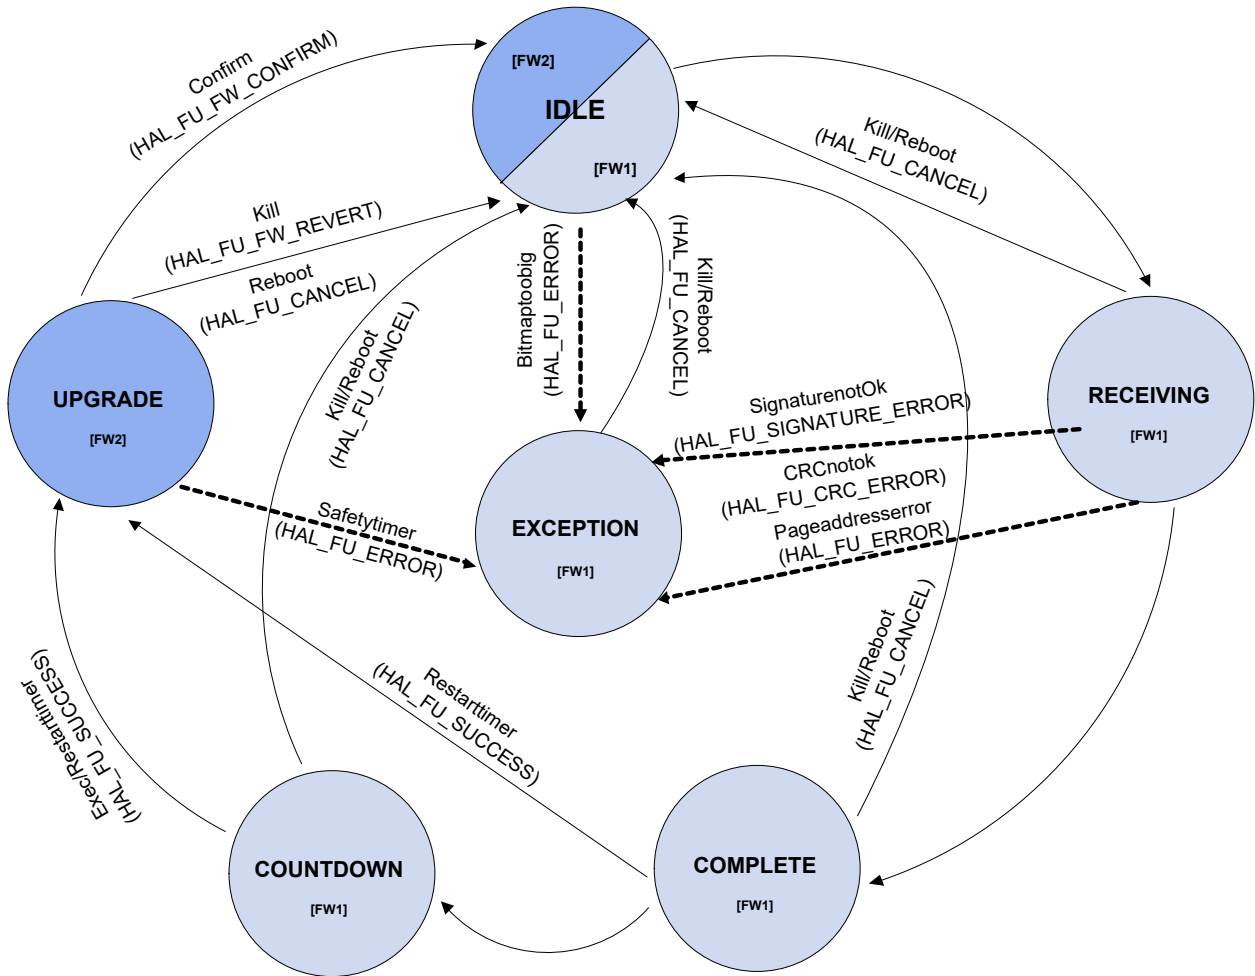 [FW2]
IDLE
[FW1]
Confirm
(HAL_FU_FW_CONFIRM)
Kill/Reboot
(HAL_FU_CANCEL)
Kill
(HAL_FU_FW_REVERT)
Reboot
(HAL_FU_CANCEL)
Bitmaptoobig
(HAL_FU_ERROR)
Kill/Reboot
(HAL_FU_CANCEL)
Kill/Reboot
(HAL_FU_CANCEL)
UPGRADE
[FW2]
RECEIVING
[FW1]
SignaturenotOk
(HAL_FU_SIGNATURE_ERROR)
CRCnotok
(HAL_FU_CRC_ERROR)
Pageaddresserror
(HAL_FU_ERROR)
Safetytimer
(HAL_FU_ERROR)
EXCEPTION
[FW1]
Kill/Reboot
(HAL_FU_CANCEL)
Restarttimer
(HAL_FU_SUCCESS)
Exec/Restarttimer
(HAL_FU_SUCCESS)
COUNTDOWN
[FW1]
COMPLETE
[FW1]